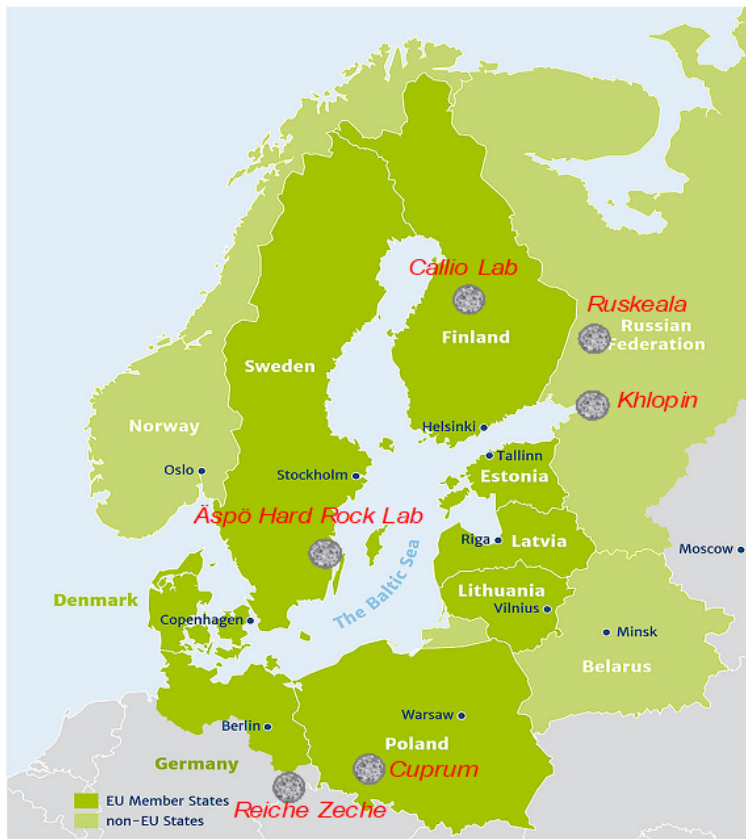 Callio Lab
Ruskeala
Russian
Federation
Finland
Sweden
Khlopin
Norway
Helsinki
Tallinn
Oslo
Stockholm
Estonia
Äspö Hard Rock Lab
Riga
Latvia
Moscow
The Baltic Sea
Lithuania
Denmark
Vilnius
Copenhagen
Minsk
Belarus
Warsaw
Berlin
Poland
Germany
Cuprum
EU Member States
Reiche Zeche
non-EU States